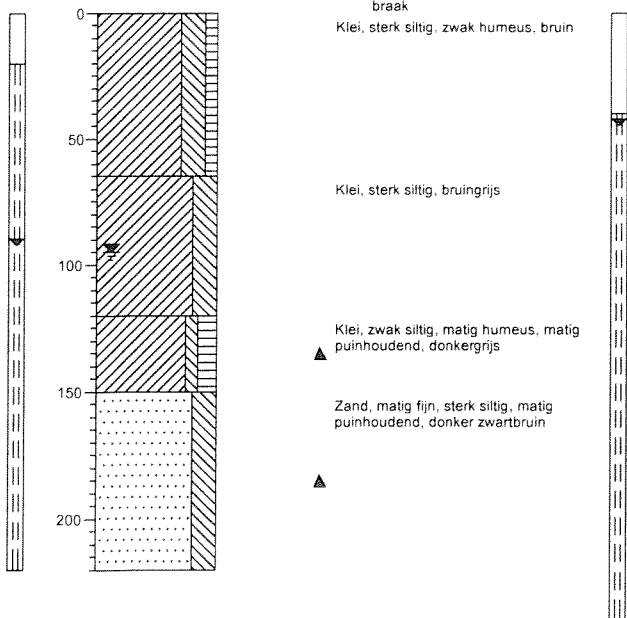 braak
0
Klei, sterk siltig, zwak humeus, bruin
50
Klei, sterk siltig, bruingrijs
100
Klei, zwak siltig, matig humeus, matig
puinhoudend, donkergrijs
150
Zand, matig fijn, sterk siltig, matig
puinhoudend, donker zwartbruin
200